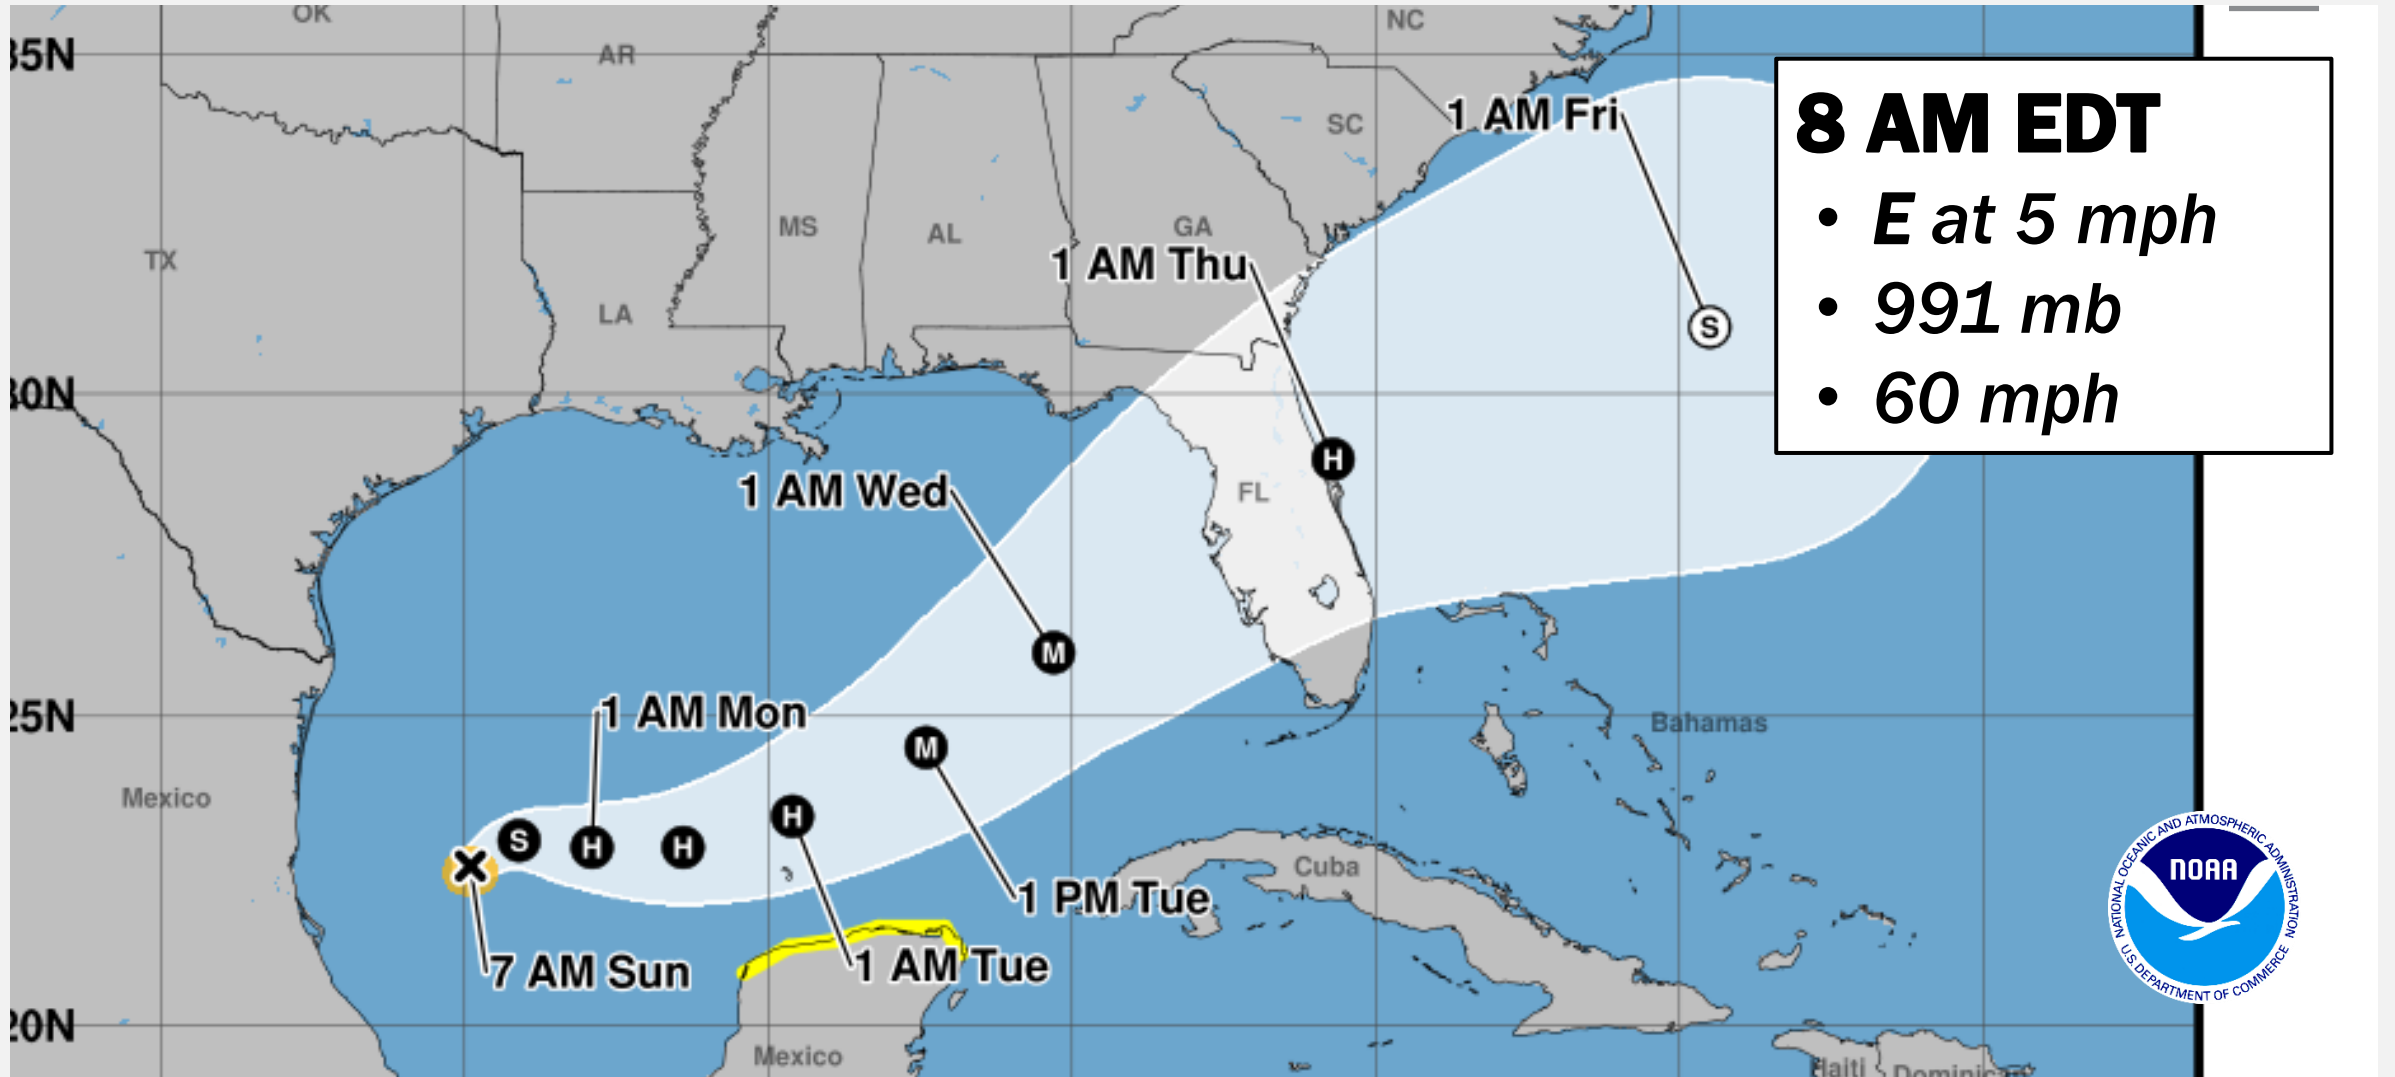 OK
NC
35N
AR
8 AM EDT
1 AM Fri
SC
• E at 5 mph
MS
AL
GA
TX
1 AM Thu
• 991 mb
LA
S
30N
• 60 mph
H
1 AM Wed
FL
M
1 AM Mon
25N
Bahamas
M
Mexico
H
S
H
H
Cuba
NATIONAL OCEANIC AND ATMOSPHERIC ADMINISTRATION
NOAA
U.S. DEPARTMENT OF COMMERCE
1 PM Tue
7 AM Sun
1 AM Tue
20N
Mexico
Haiti
Dominican